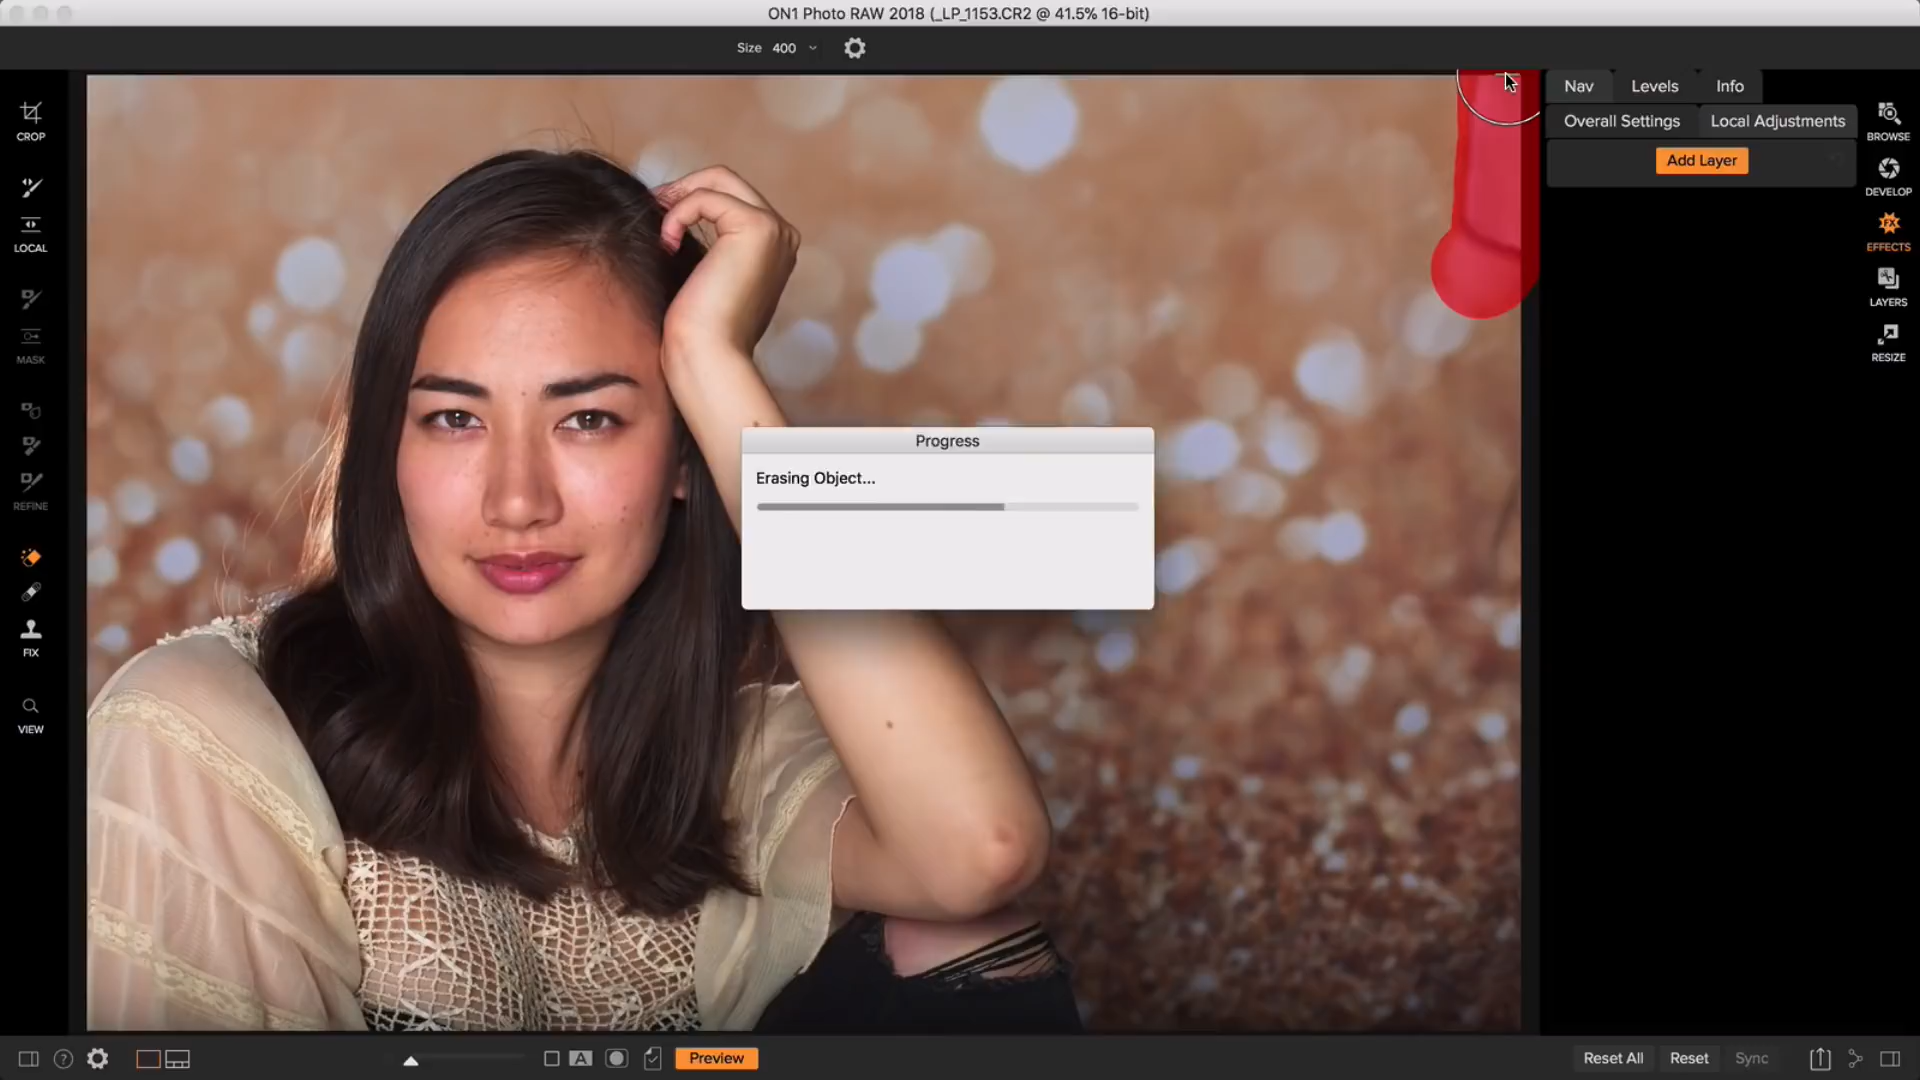 ON1 Photo RAW 2018 (_LP_1153.CR2 @ 41.5% 16-bit)
Size 400
Nav Levels Info
Overall Settings Local Adjustments
Add Layer
CROP
LOCAL
MASK
REFINE
FIX
VIEW
BROWSE
DEVELOP
FX
EFFECTS
LAYERS
RESIZE
Progress
Erasing Object...
? A Preview Reset All Reset Sync